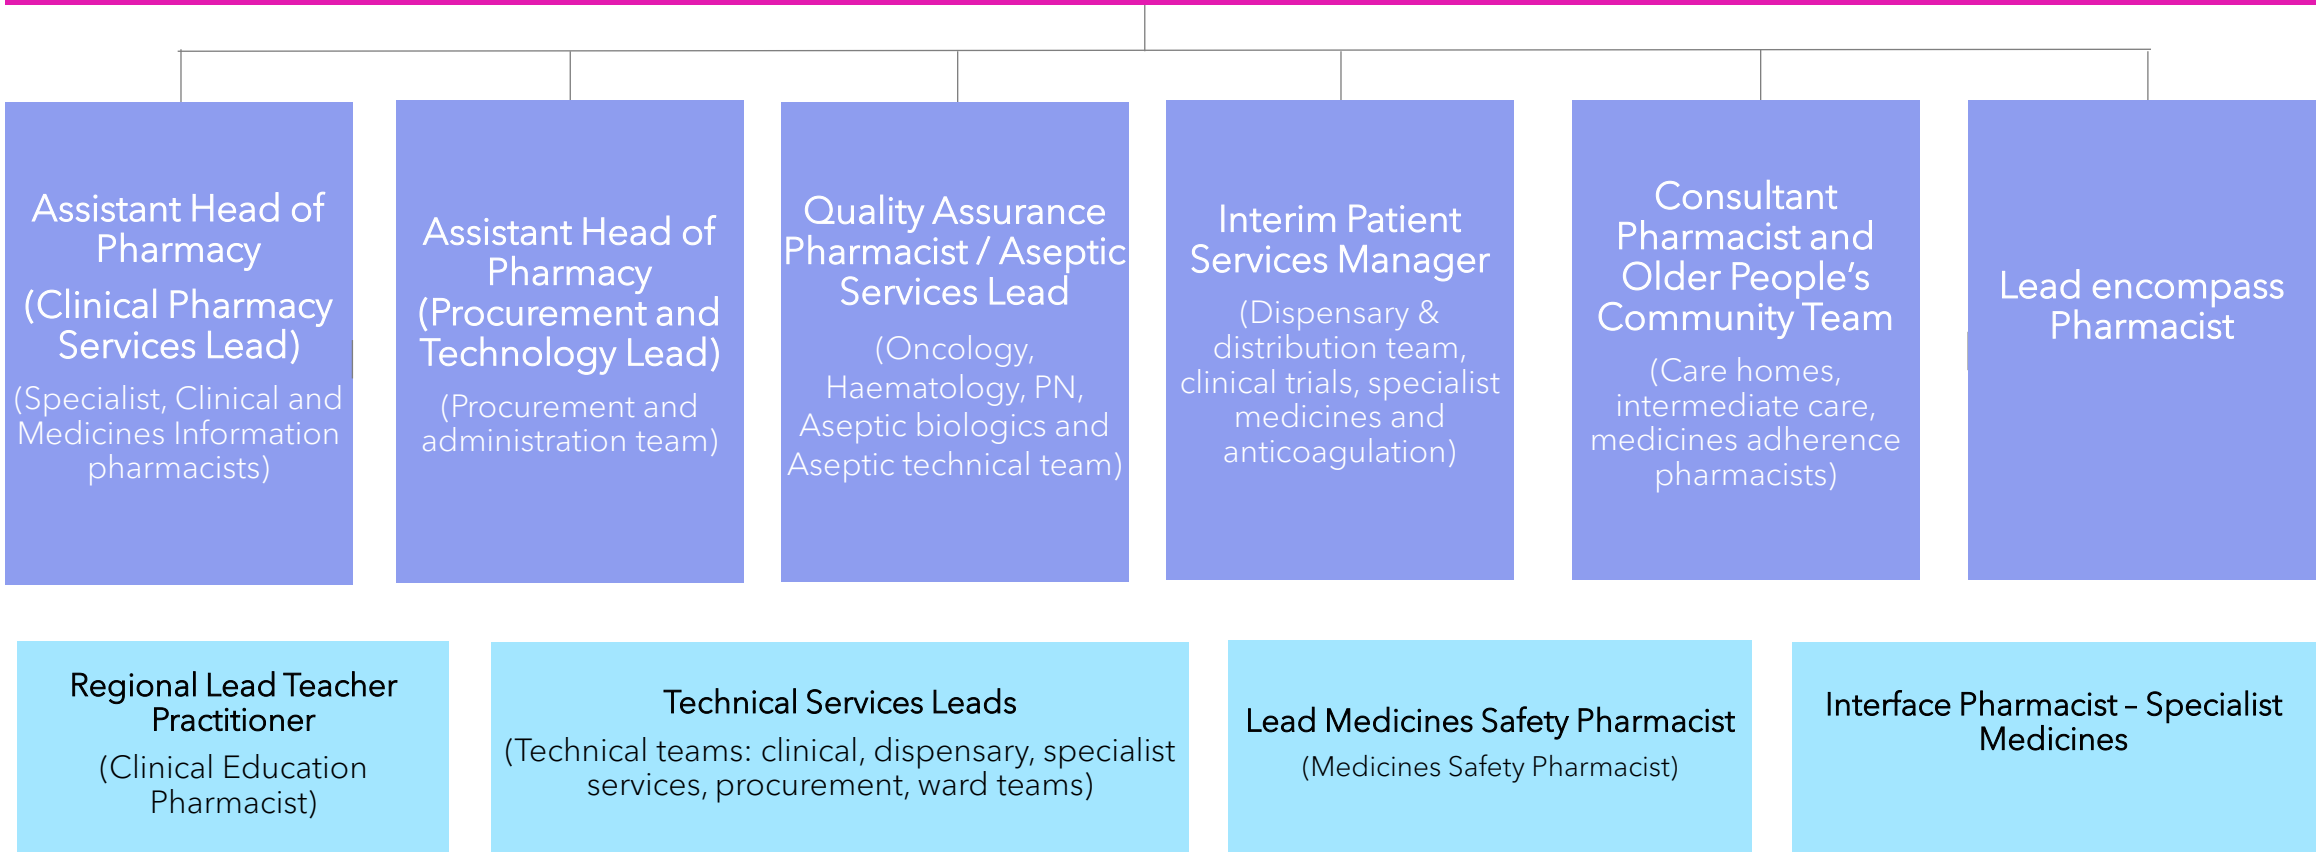 Assistant Head of
Pharmacy
(Clinical Pharmacy
Services Lead)
(Specialist, Clinical and
Medicines Information
pharmacists)
Assistant Head of
Pharmacy
(Procurement and
Technology Lead)
(Procurement and
administration team)
Quality Assurance
Pharmacist / Aseptic
Services Lead
(Oncology,
Haematology, PN,
Aseptic biologics and
Aseptic technical team)
Interim Patient
Services Manager
(Dispensary &
distribution team,
clinical trials, specialist
medicines and
anticoagulation)
Consultant
Pharmacist and
Older People’s
Community Team
(Care homes,
intermediate care,
medicines adherence
pharmacists)
Lead encompass
Pharmacist
Regional Lead Teacher
Practitioner
(Clinical Education
Pharmacist)
Technical Services Leads
(Technical teams: clinical, dispensary, specialist
services, procurement, ward teams)
Lead Medicines Safety Pharmacist
(Medicines Safety Pharmacist)
Interface Pharmacist – Specialist
Medicines